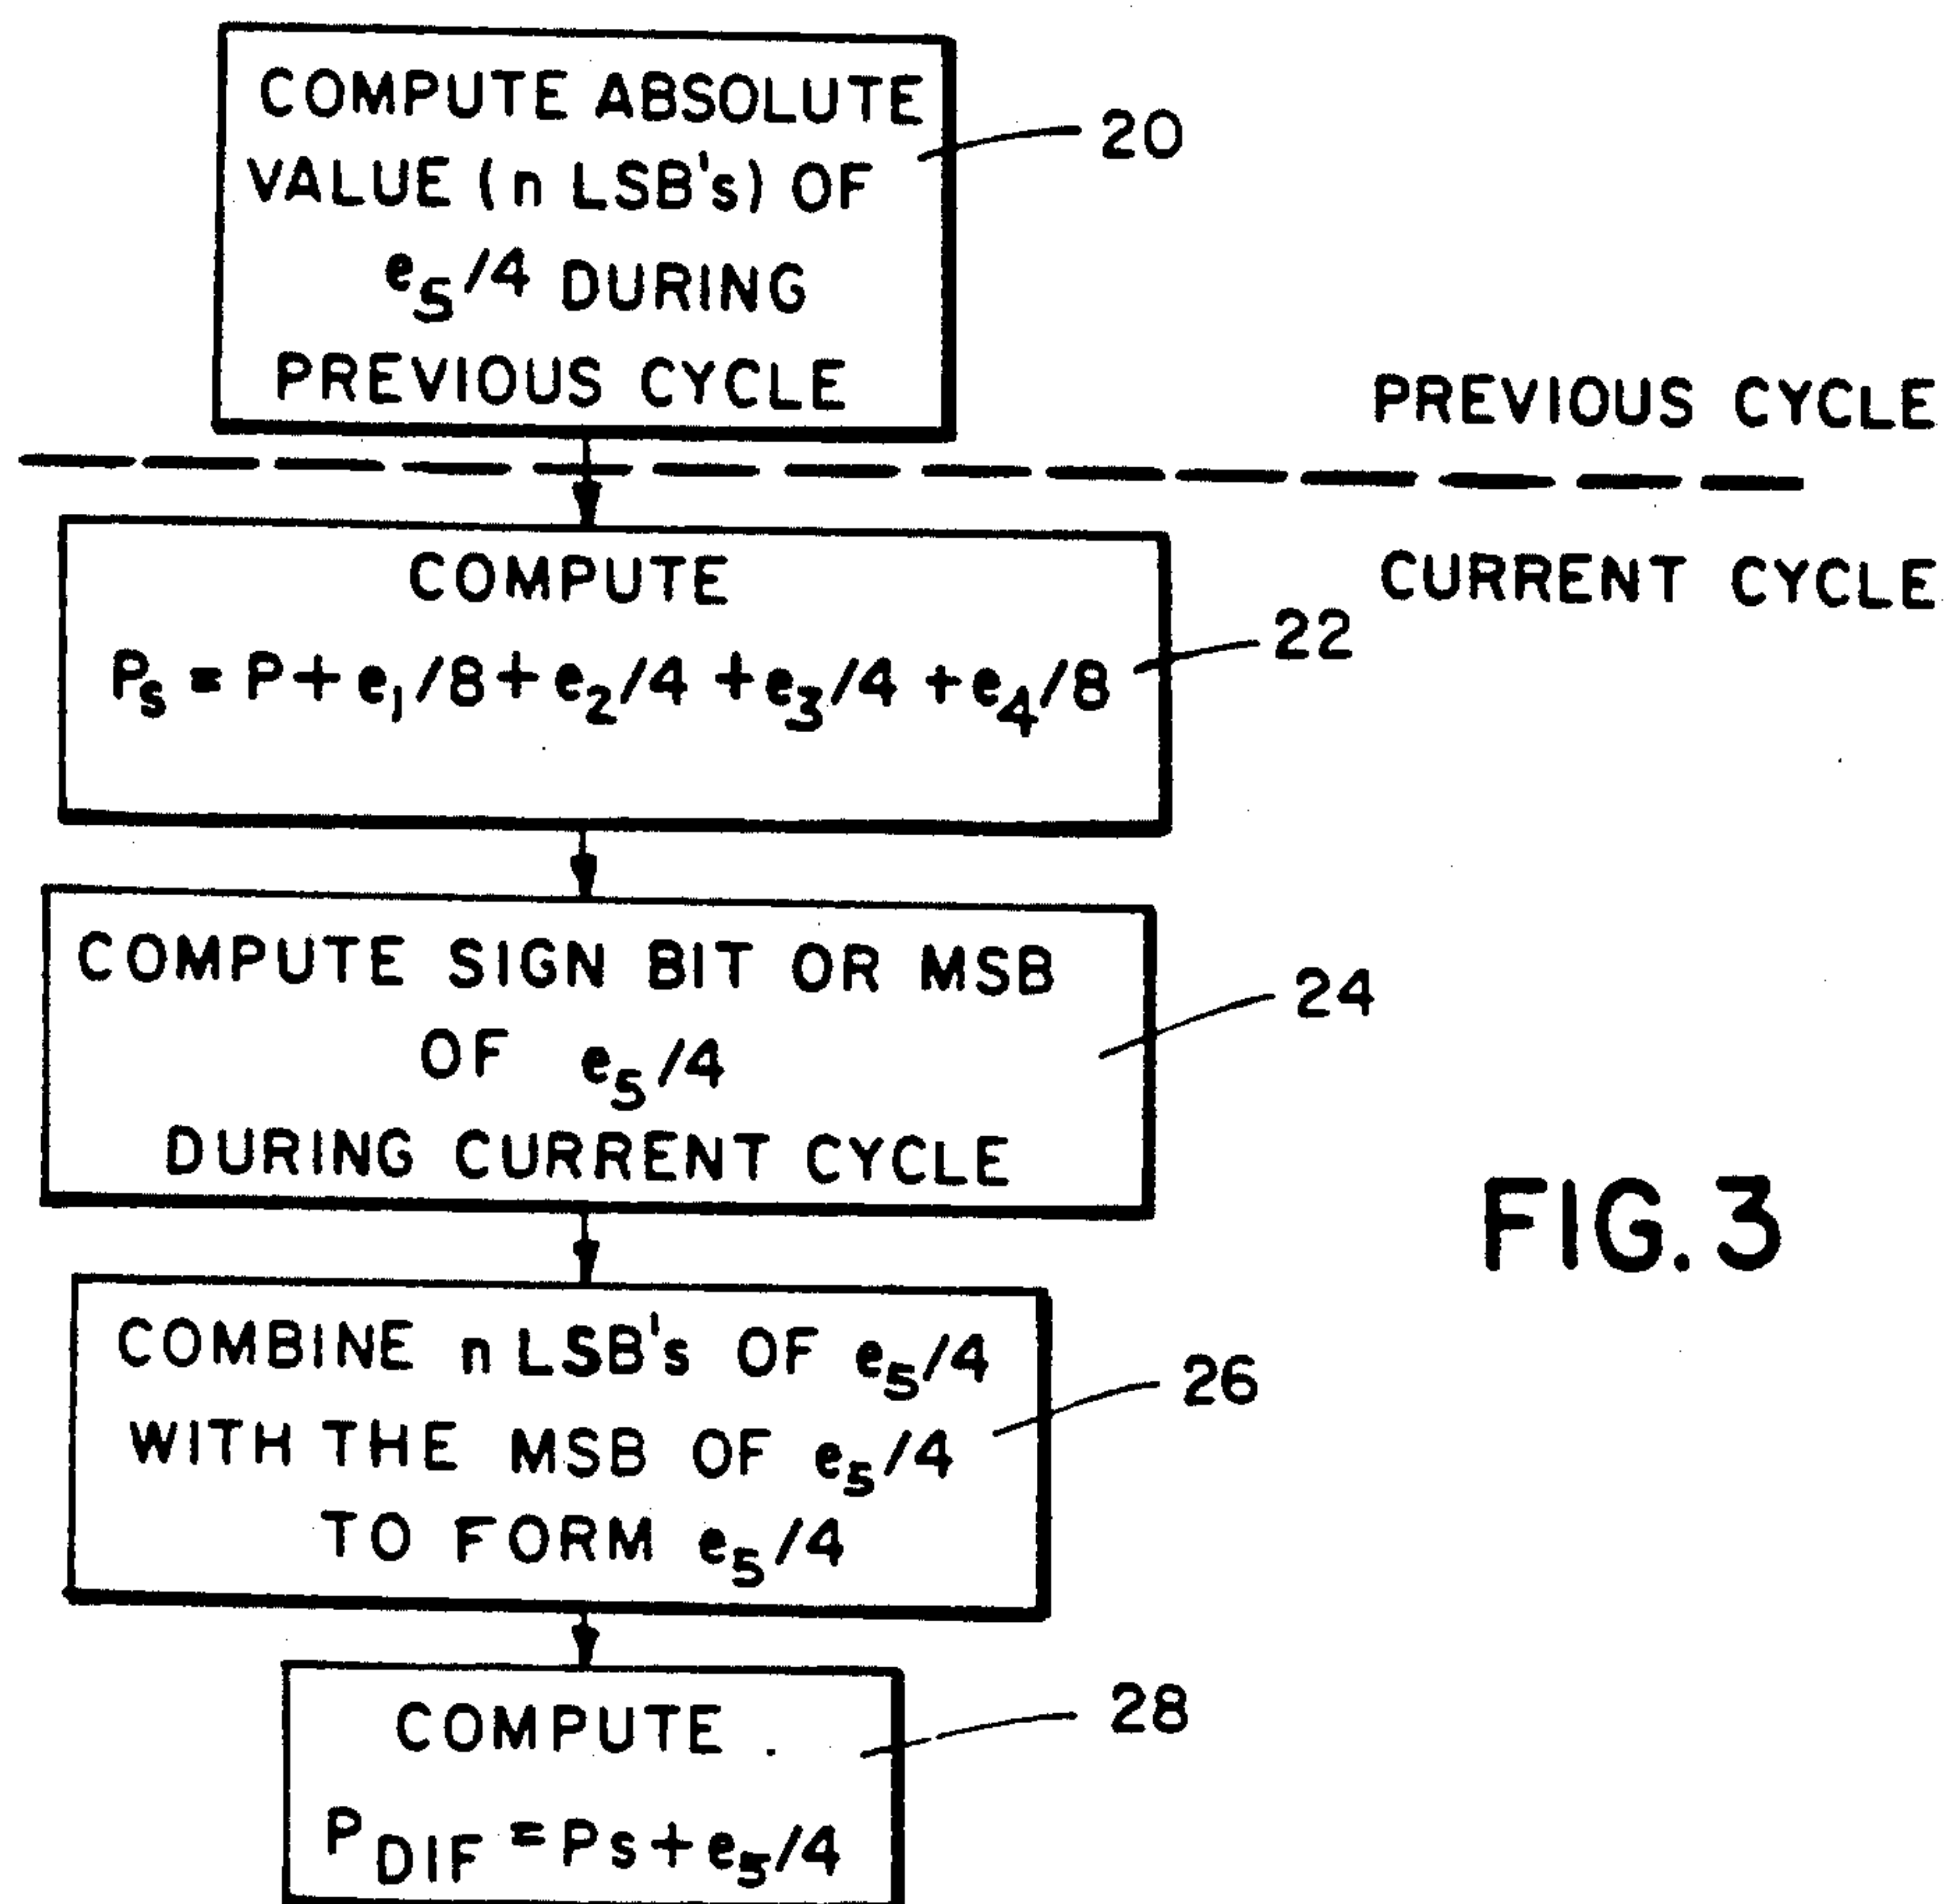 COMPUTE ABSOLUTE
VALUE (n LSB's) OF
e5/4 DURING
PREVIOUS CYCLE
20
PREVIOUS CYCLE
CURRENT CYCLE
COMPUTE
Ps = P+e1/8+e2/4+e3/4+e4/8
22
COMPUTE SIGN BIT OR MSB
OF e5/4
DURING CURRENT CYCLE
24
FIG. 3
COMBINE n LSB's OF e5/4
WITH THE MSB OF e5/4
TO FORM e5/4
26
COMPUTE
PDIF = Ps+e5/4
28